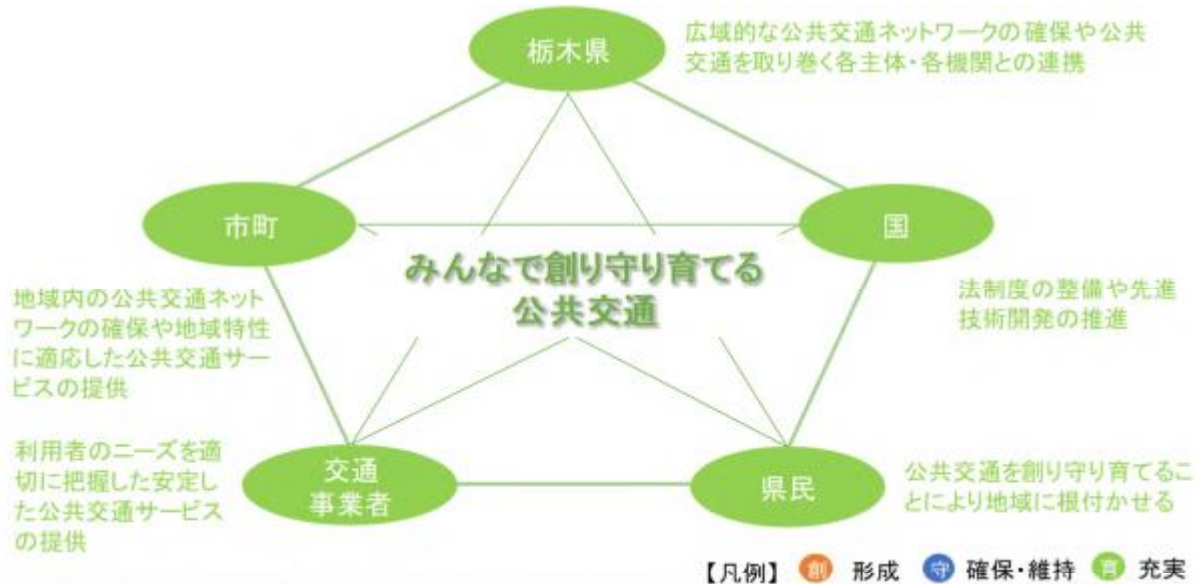 栃木県
広域的な公共交通ネットワークの確保や公共
交通を取り巻く各主体・各機関との連携
市町
国
みんなで創り守り育てる
公共交通
地域内の公共交通ネット
ワークの確保や地域特性
に適応した公共交通サー
ビスの提供
法制度の整備や先進
技術開発の推進
利用者のニーズを適
切に把握した安定し
た公共交通サービス
の提供
交通
事業者
県民
公共交通を創り守り育てるこ
とにより地域に根付かせる
【凡例】 創 形成 守 確保・維持 育 充実